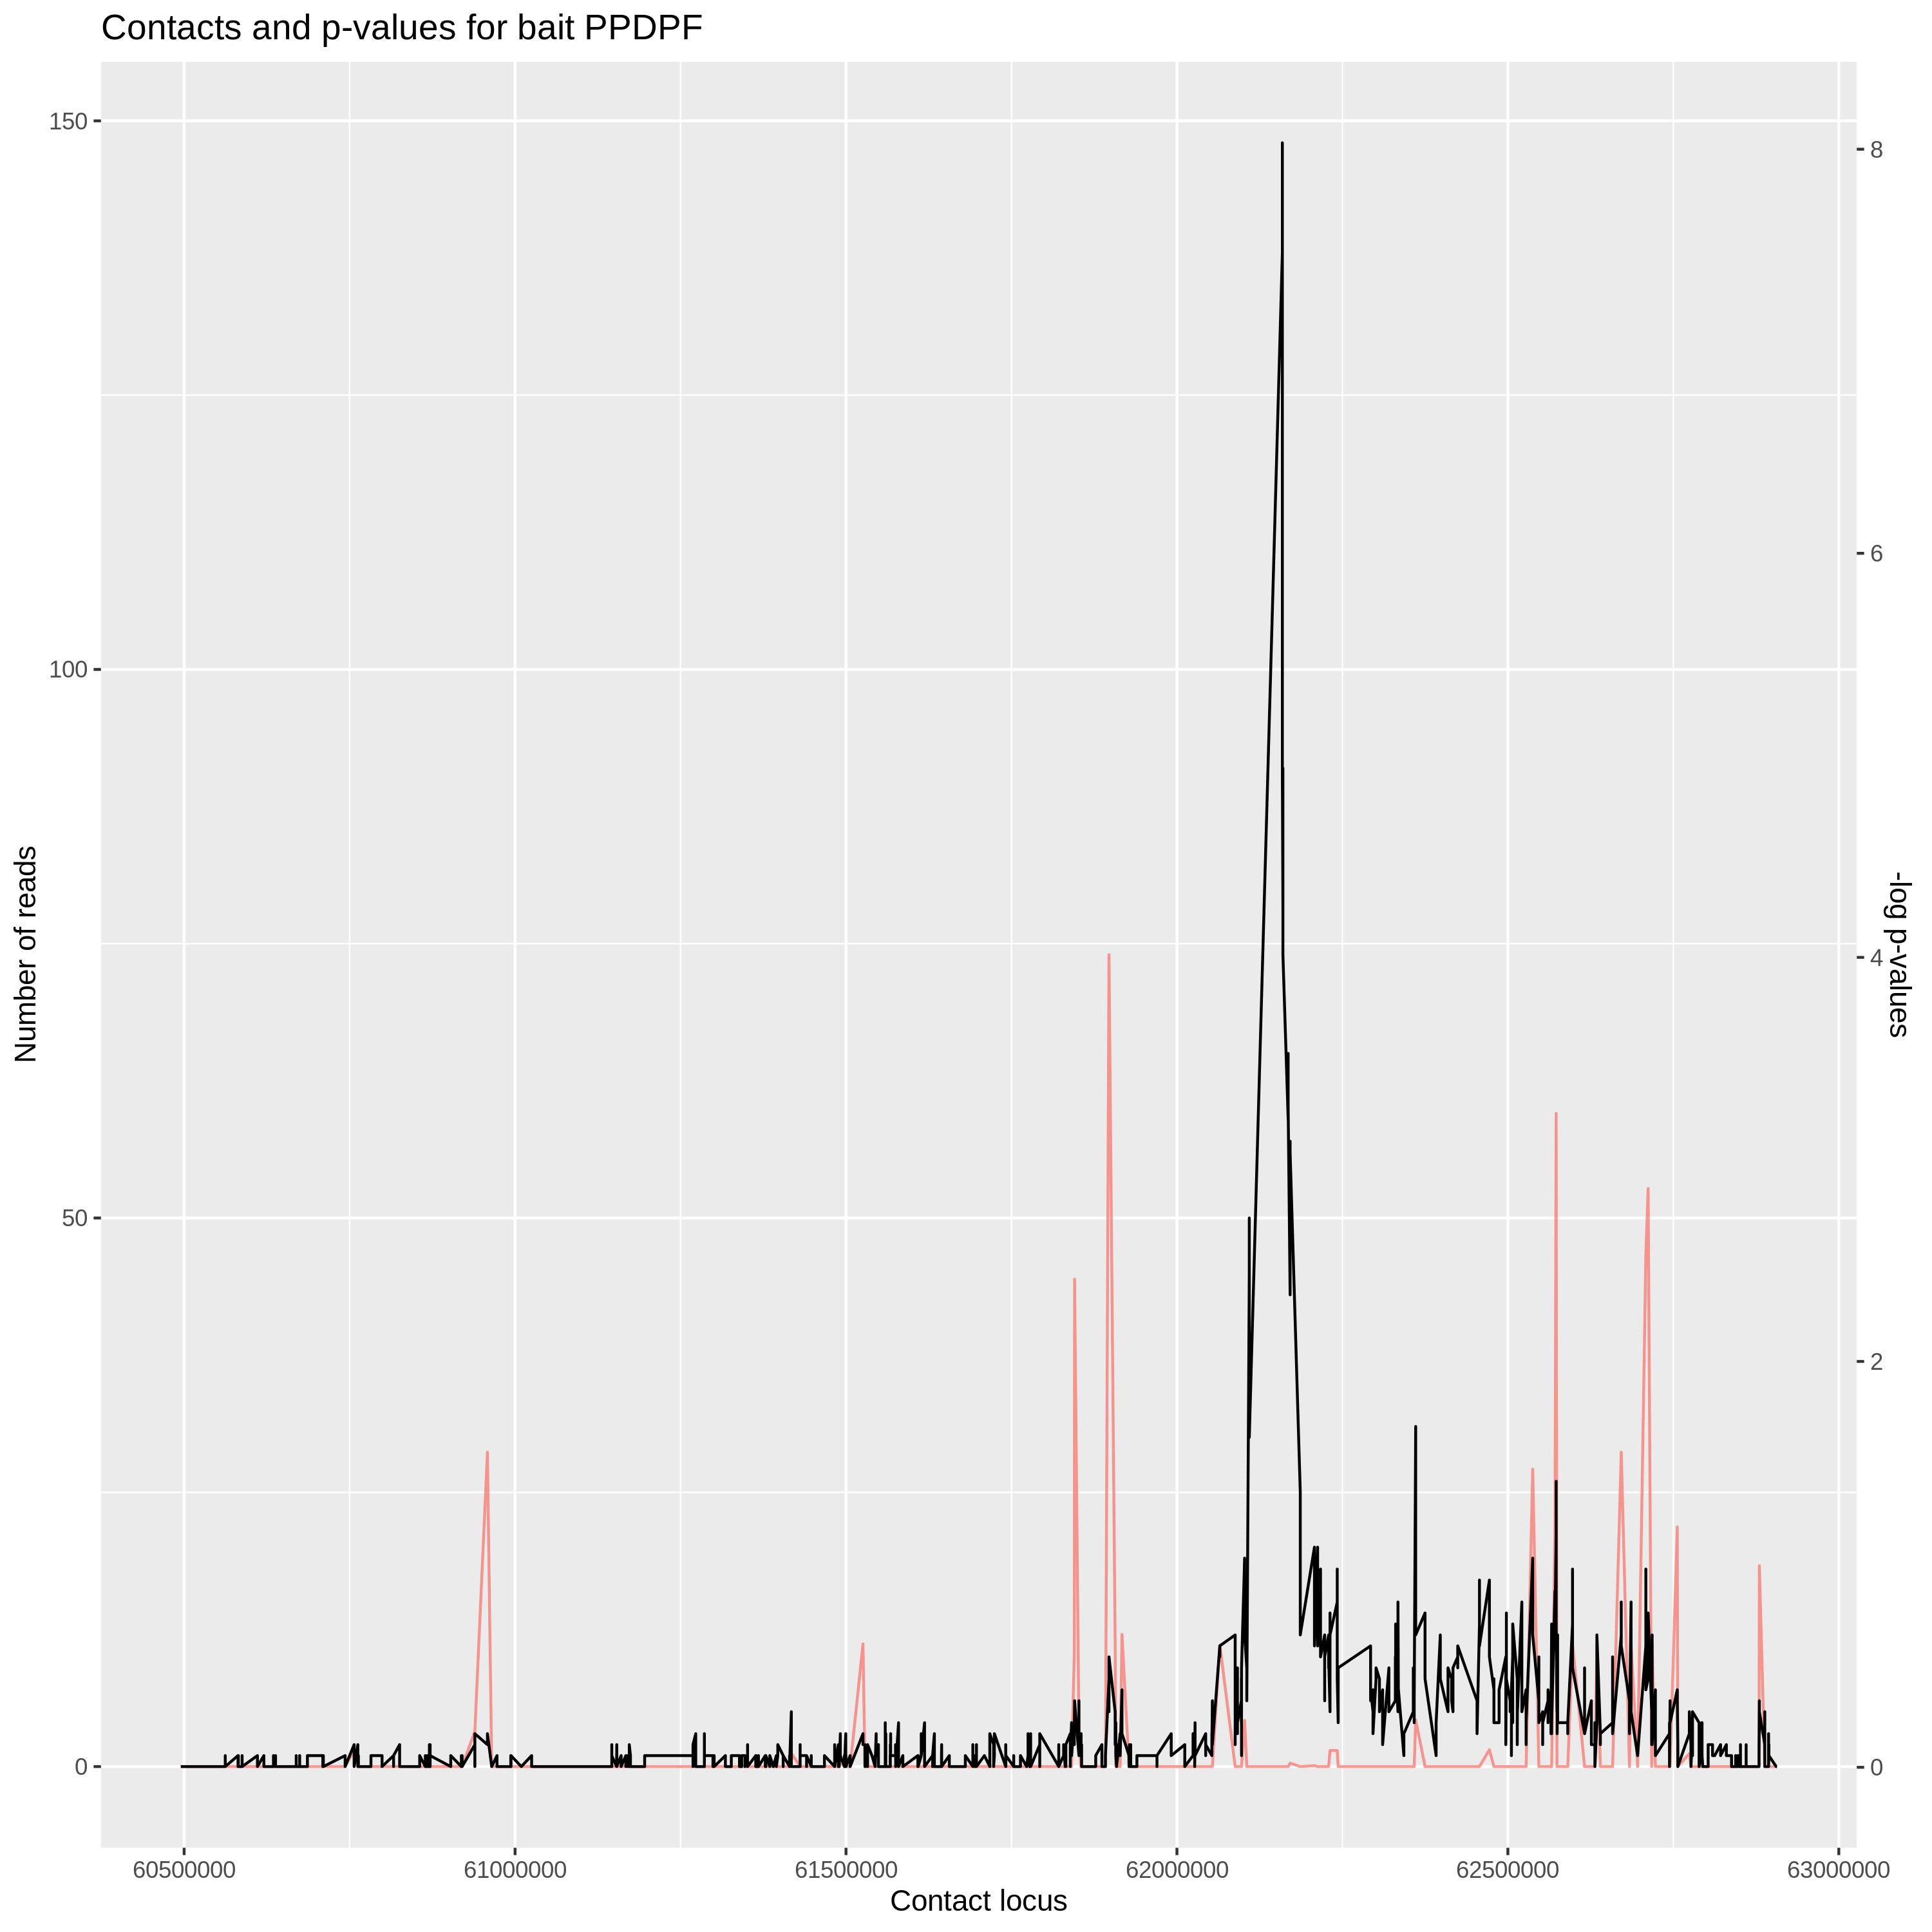 Contacts and p-values for bait PPDPF
150
100
50
0
Number of reads
8
6
4
2
0
-log p-values
60500000 61000000 61500000 62000000 62500000 63000000
Contact locus